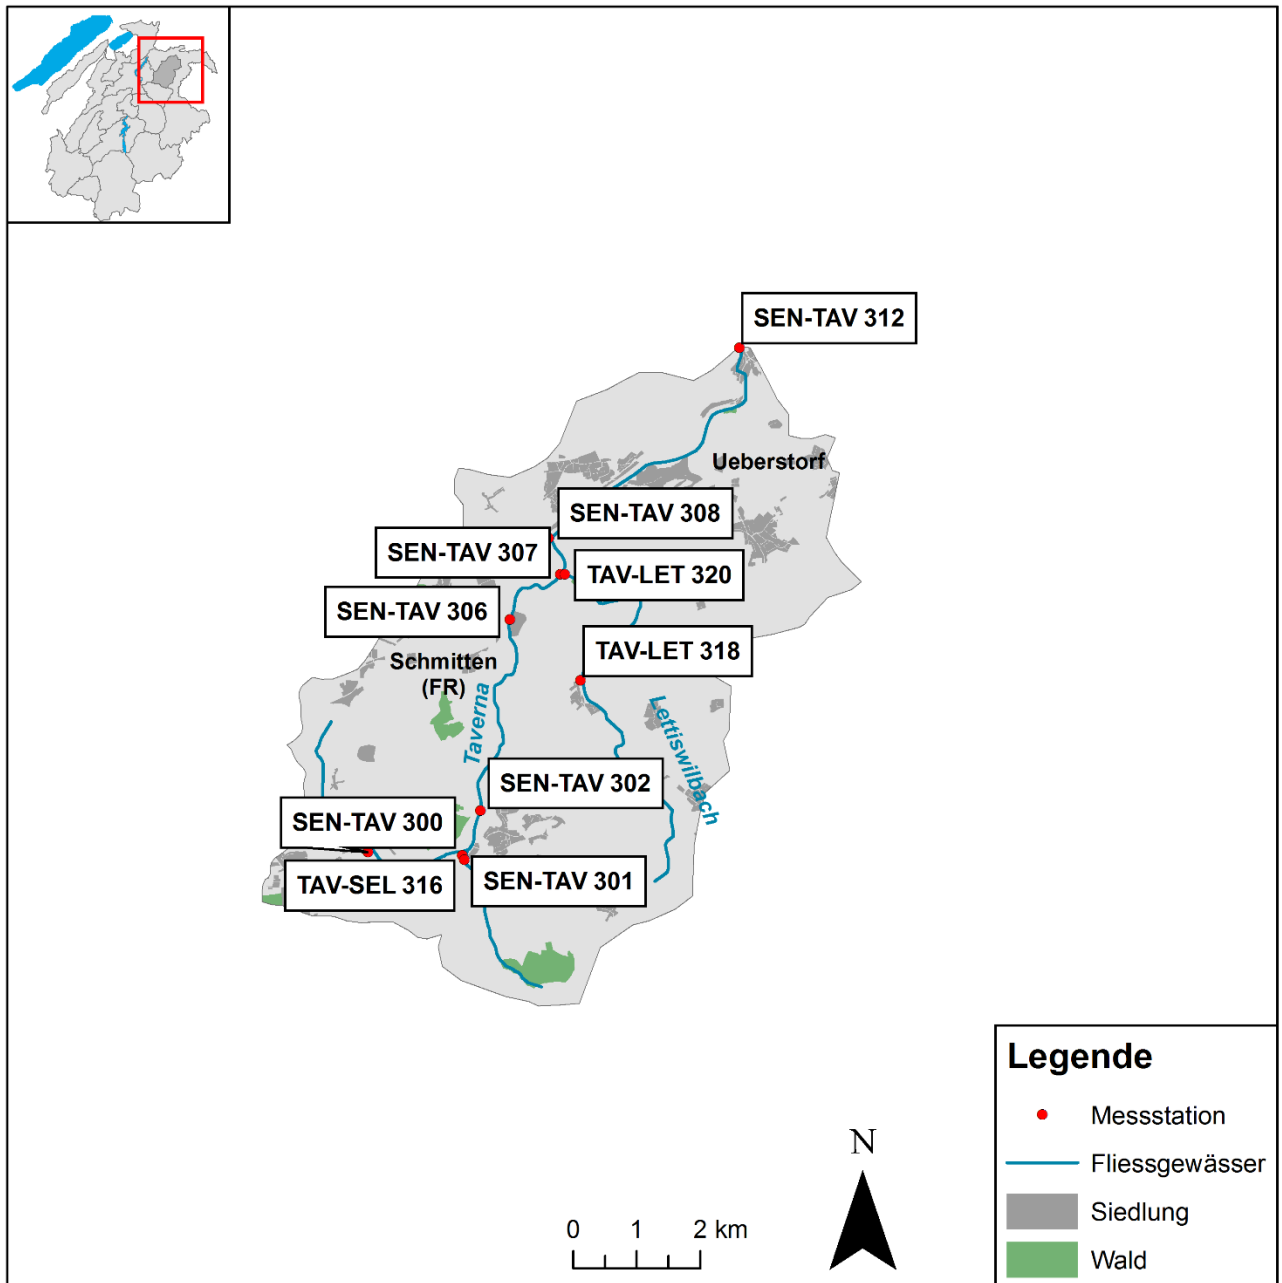 SEN-TAV 312
Ueberstorf
SEN-TAV 308
SEN-TAV 307
TAV-LET 320
SEN-TAV 306
TAV-LET 318
Schmitten
(FR)
Taverna
Lettiswilbach
SEN-TAV 302
SEN-TAV 300
TAV-SEL 316
SEN-TAV 301
Legende
Messstation
Fliessgewässer
Siedlung
Wald
N
0 1 2 km